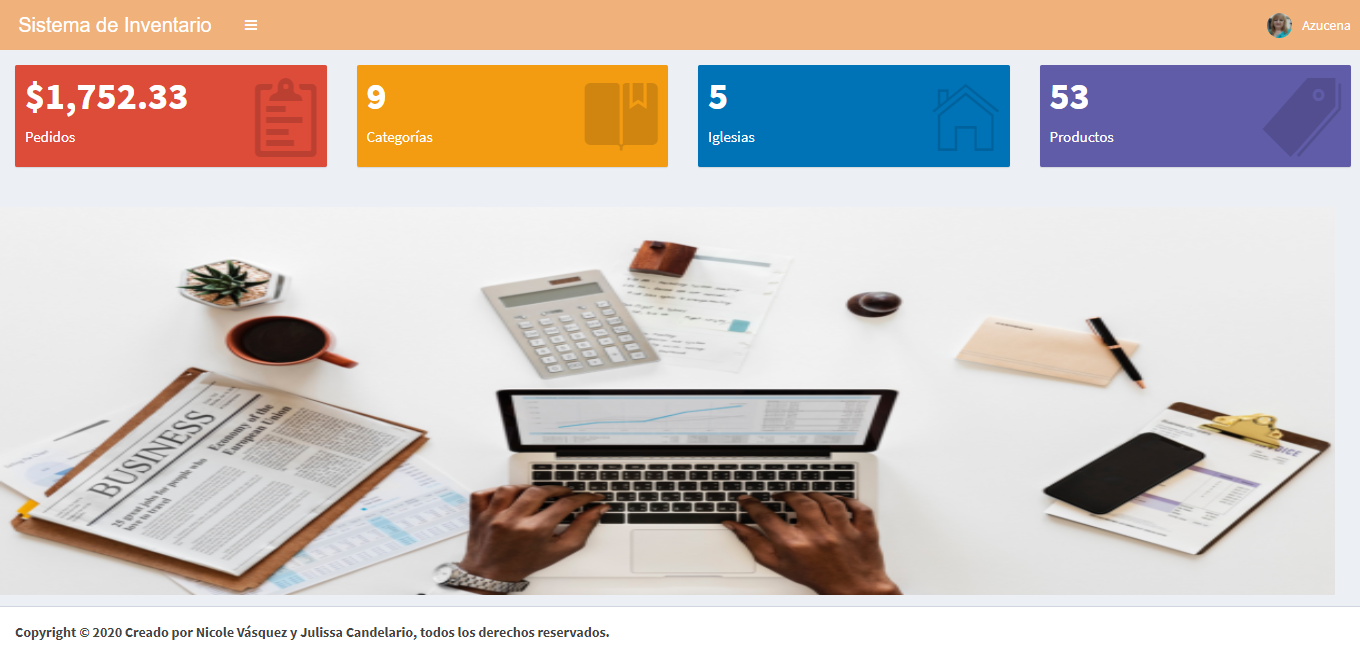 Sistema de Inventario
Azucena
$1,752.33
Pedidos
9
Categorías
5
Iglesias
53
Productos
BUSINESS
Economy of the
European Union
25 great jobs for people who
love to travel
Copyright © 2020 Creado por Nicole Vásquez y Julissa Candelario, todos los derechos reservados.